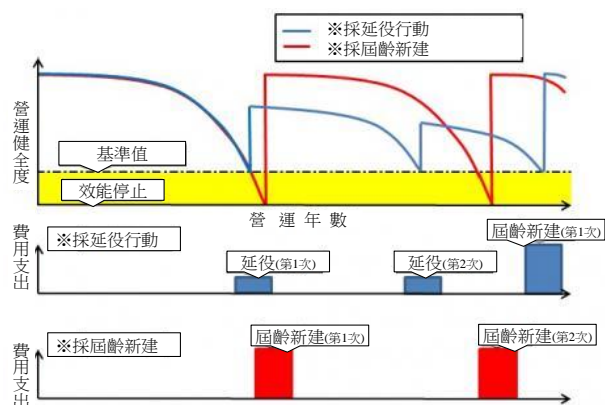 ※採延役行動
※採屆齡新建
營運健全度
基準值
效能停止
營運年數
費用支出
※採延役行動
延役(第1次)
延役(第2次)
屆齡新建(第1次)
費用支出
※採屆齡新建
屆齡新建(第1次)
屆齡新建(第2次)